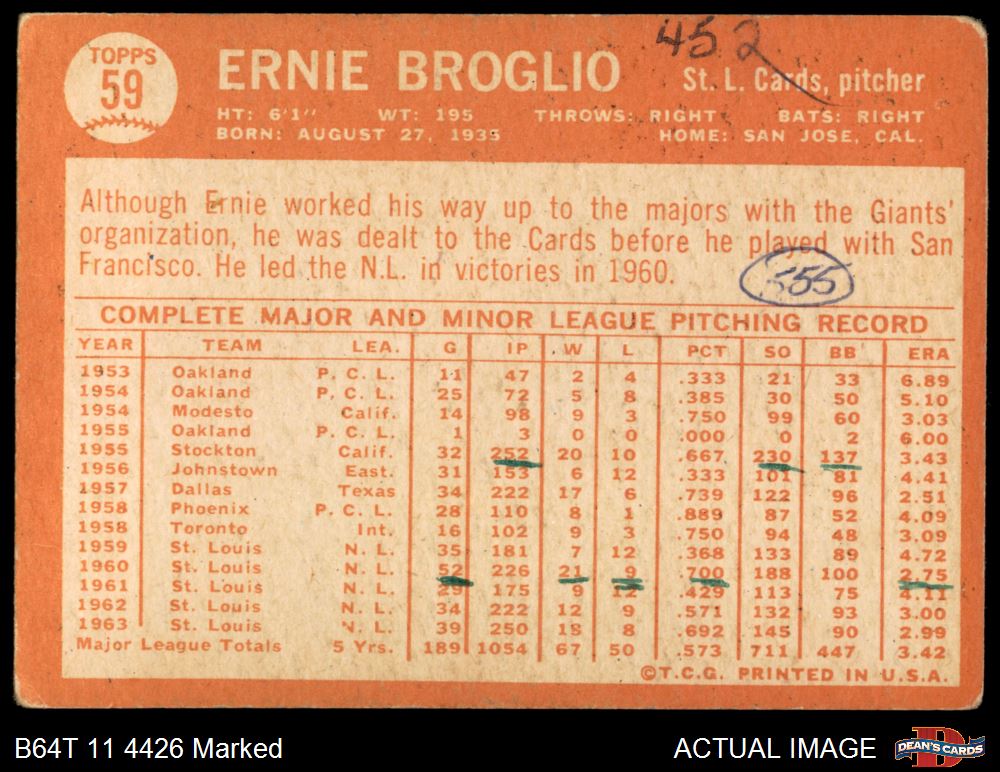 452
TOPPS
59
ERNIE BROGLIO St. L. Cards, pitcher
HT: 6'1" WT: 195 THROWS: RIGHT BATS: RIGHT
BORN: AUGUST 27, 1935 HOME: SAN JOSE, CAL.
Although Ernie worked his way up to the majors with the Giants'
organization, he was dealt to the Cards before he played with San
Francisco. He led the N.L. in victories in 1960.
555
COMPLETE MAJOR AND MINOR LEAGUE PITCHING RECORD
YEAR TEAM LEA. G IP W L PCT SO BB ERA
1953 Oakland P. C. L. 11 47 2 4 .333 21 33 6.89
1954 Oakland P. C. L. 25 72 5 8 .385 30 50 5.10
1954 Modesto Calif. 14 98 9 3 .750 99 60 3.03
1955 Oakland P. C. L. 1 3 0 0 .000 0 2 6.00
1955 Stockton Calif. 32 252 20 10 .667 230 137 3.43
1956 Johnstown East. 31 153 6 12 .333 101 81 4.41
1957 Dallas Texas 34 222 17 6 .739 122 96 2.51
1958 Phoenix P. C. L. 28 110 8 1 .889 87 52 4.09
1958 Toronto Int. 16 102 9 3 .750 94 48 3.09
1959 St. Louis N. L. 35 181 7 12 .368 133 89 4.72
1960 St. Louis N. L. 52 226 21 9 .700 188 100 2.75
1961 St. Louis N. L. 29 175 9 12 .429 113 75 4.11
1962 St. Louis N. L. 34 222 12 9 .571 132 93 3.00
1963 St. Louis N. L. 39 250 18 8 .692 145 90 2.99
Major League Totals 5 Yrs. 189 1054 67 50 .573 711 447 3.42
©T.C.G. PRINTED IN U.S.A.
B64T 11 4426 Marked ACTUAL IMAGE DEAN'S CARDS